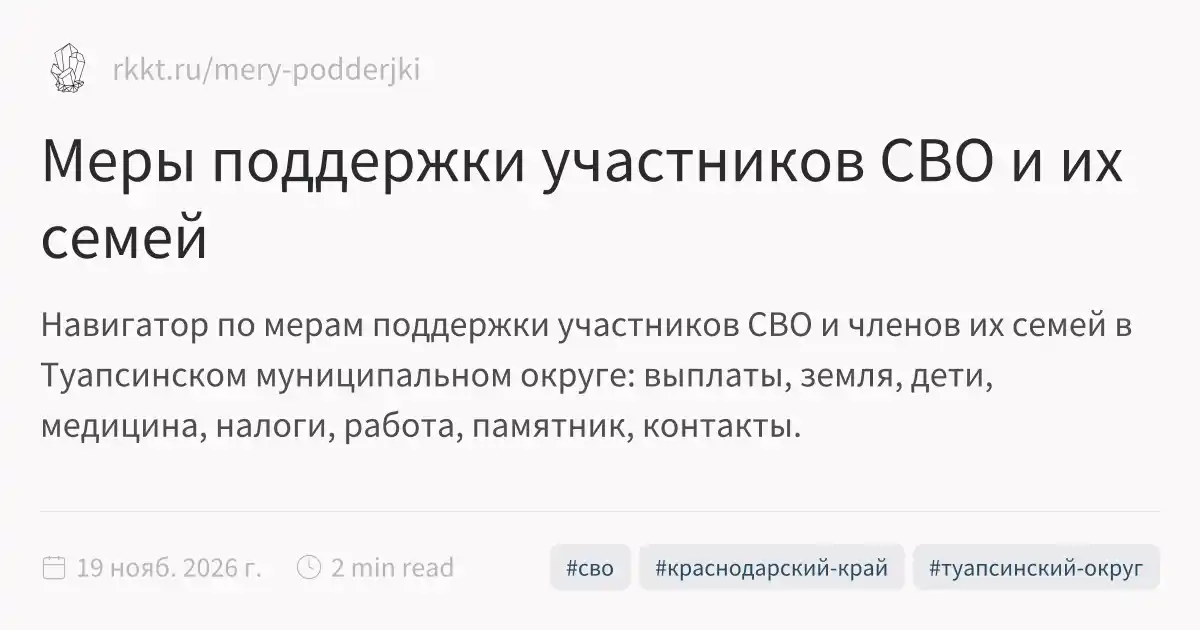 rkkt.ru/mery-podderjki
Меры поддержки участников СВО и их
семей
Навигатор по мерам поддержки участников СВО и членов их семей в
Туапсинском муниципальном округе: выплаты, земля, дети,
медицина, налоги, работа, памятник, контакты.
19 нояб. 2026 г. 2 min read #сво #краснодарский-край #туапсинский-округ